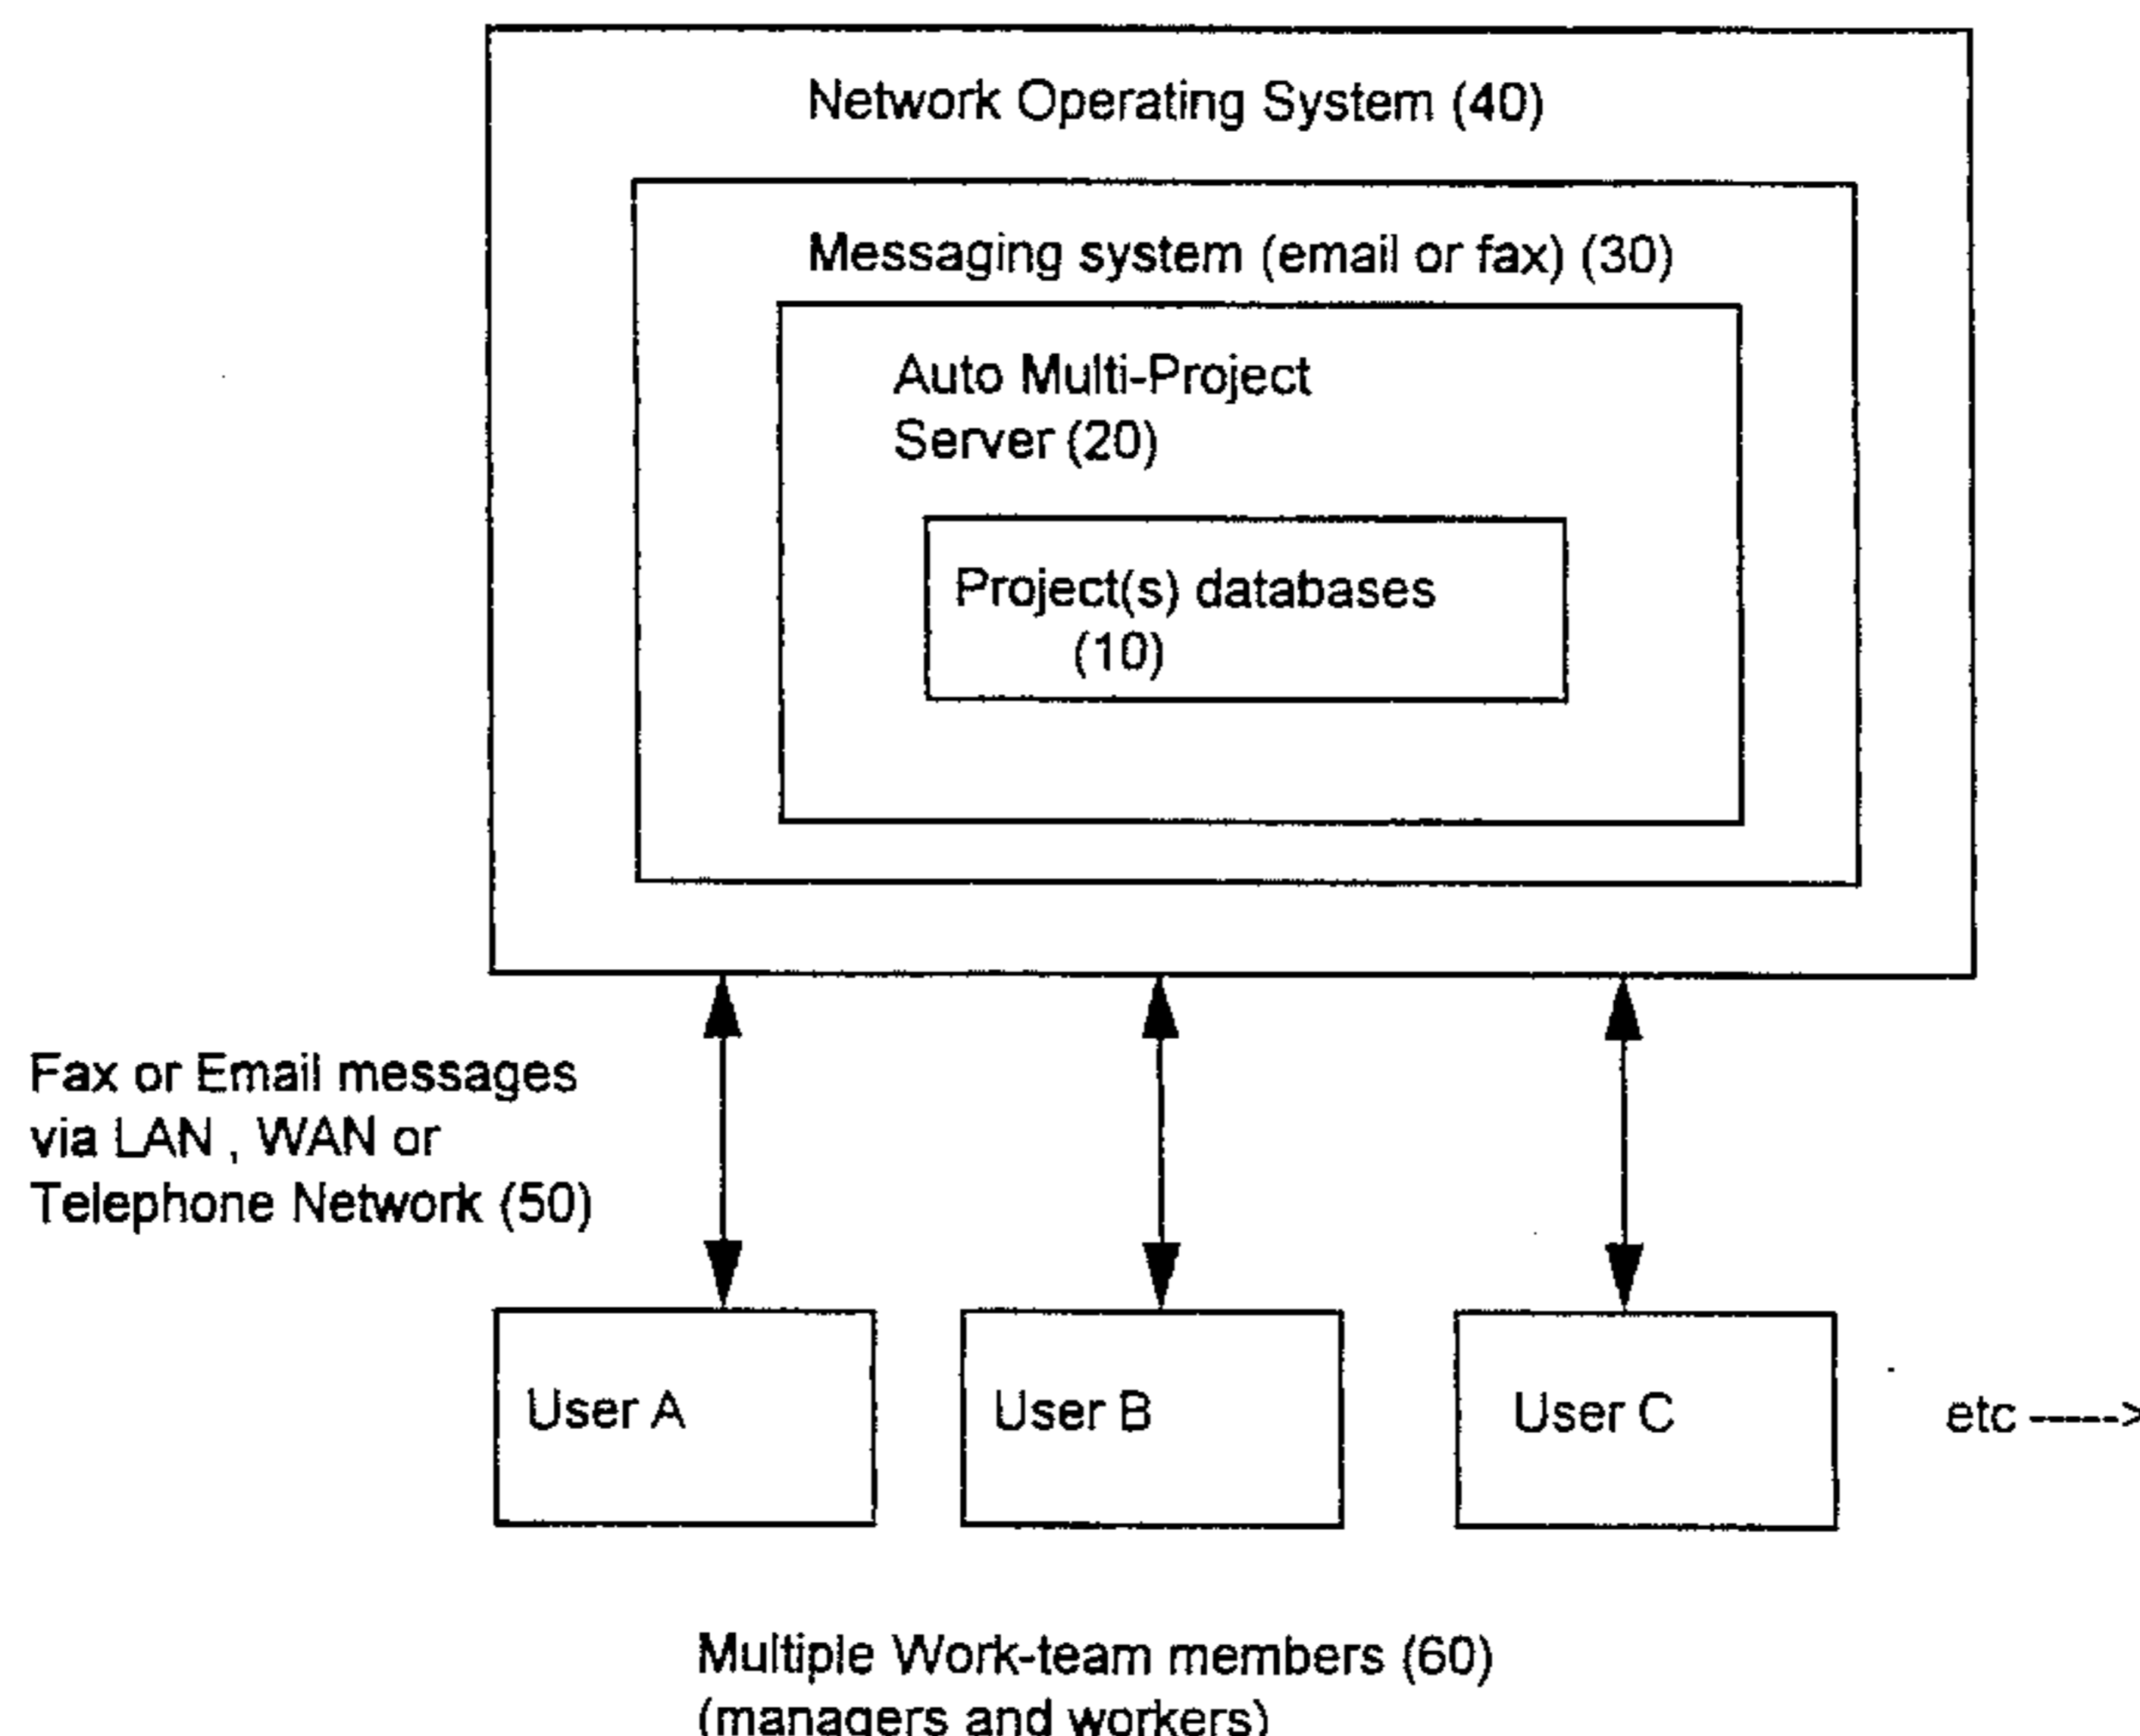 Network Operating System (40)
Messaging system (email or fax) (30)
Auto Multi-Project
Server (20)
Project(s) databases
(10)
Fax or Email messages
via LAN , WAN or
Telephone Network (50)
User A
User B
User C
etc ----->
Multiple Work-team members (60)
(managers and workers)